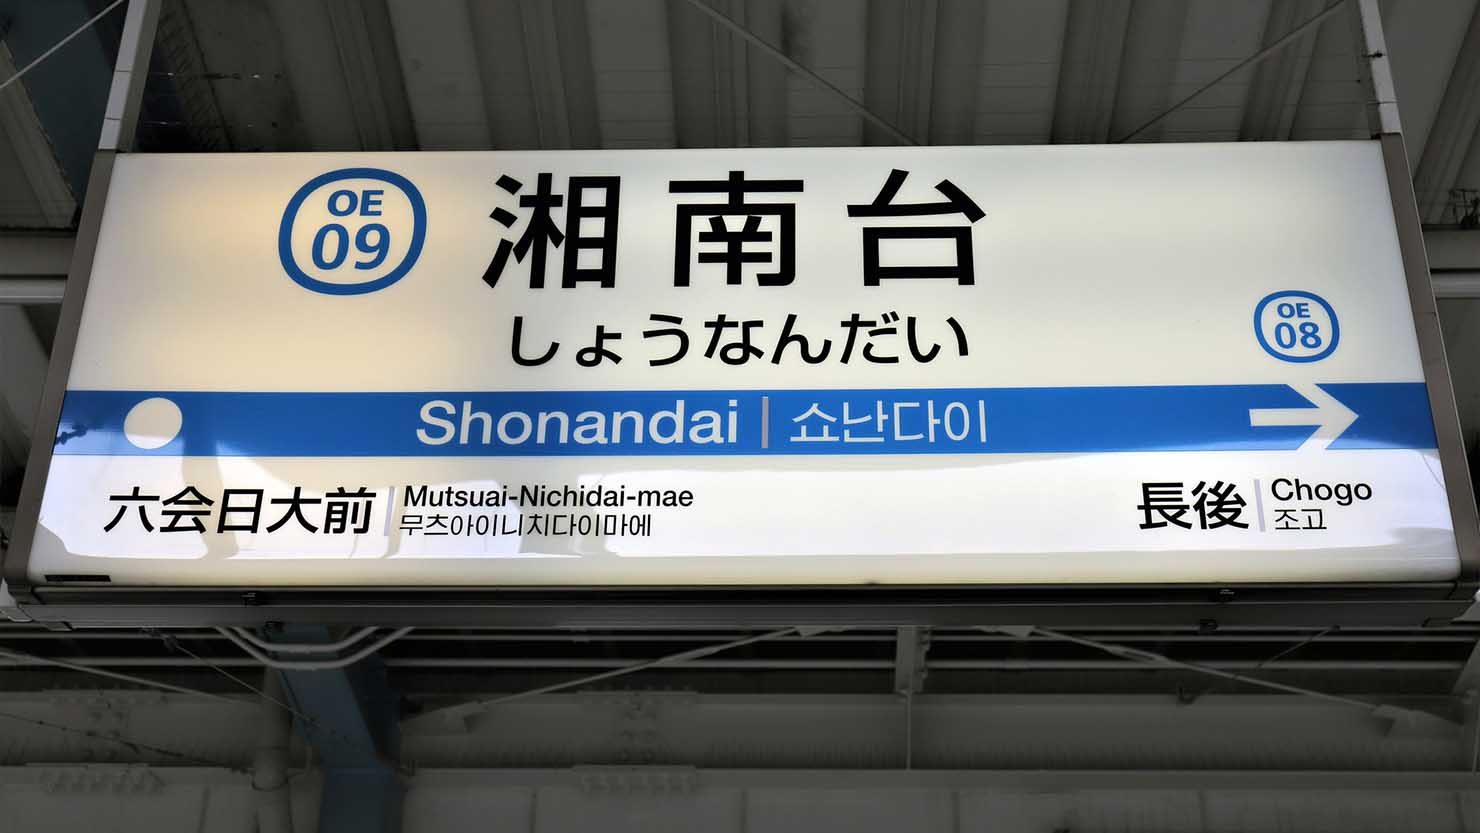 OE
09
湘南台
しょうなんだい
OE
08
Shonandai | 쇼난다이
六会日大前
Mutsuai-Nichidai-mae
무츠아이니치다이마에
長後
Chogo
조고